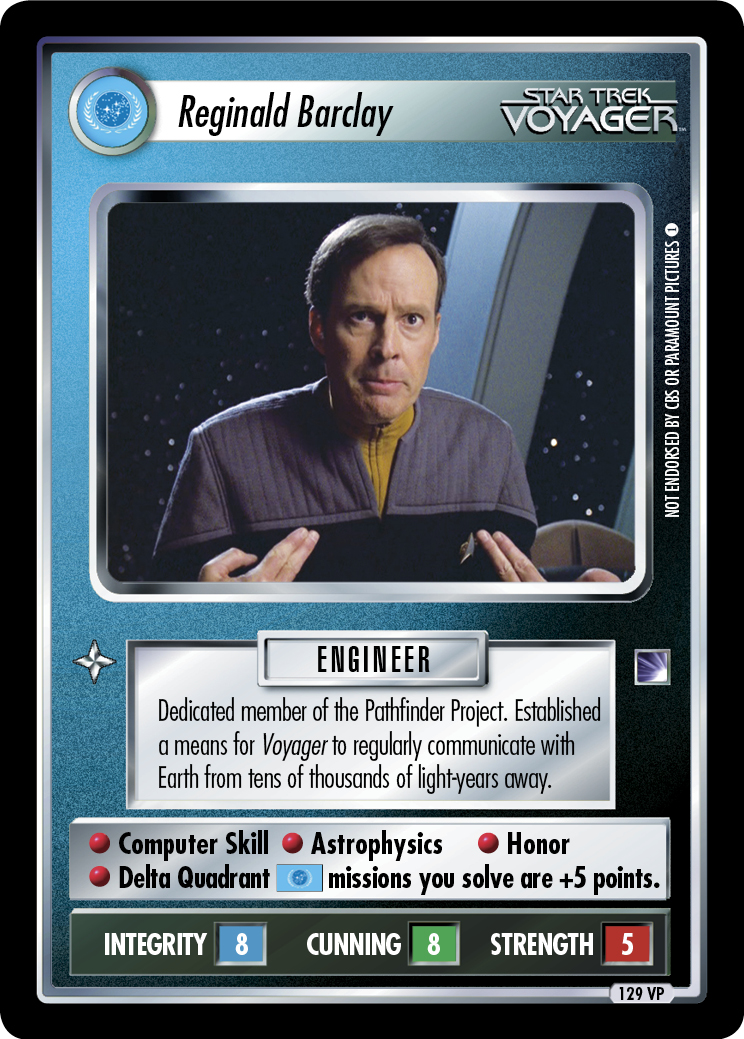 Reginald Barclay
STAR TREK
VOYAGER™
NOT ENDORSED BY CBS OR PARAMOUNT PICTURES 1
ENGINEER
Dedicated member of the Pathfinder Project. Established
a means for Voyager to regularly communicate with
Earth from tens of thousands of light-years away.
• Computer Skill • Astrophysics • Honor
• Delta Quadrant missions you solve are +5 points.
INTEGRITY 8 CUNNING 8 STRENGTH 5
129 VP